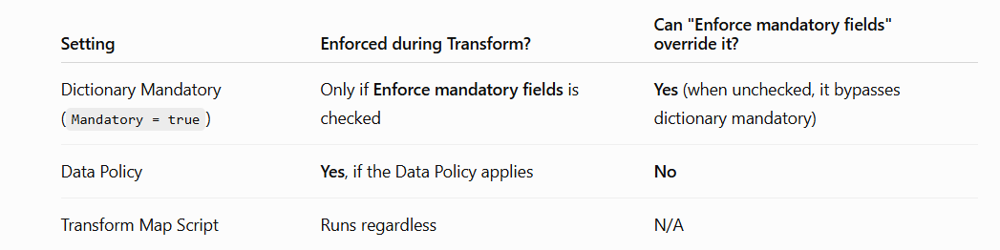 Setting Enforced during Transform? Can "Enforce mandatory fields"
override it?
Dictionary Mandatory Only if Enforce mandatory fields is Yes (when unchecked, it bypasses
(Mandatory = true) checked dictionary mandatory)
Data Policy Yes, if the Data Policy applies No
Transform Map Script Runs regardless N/A